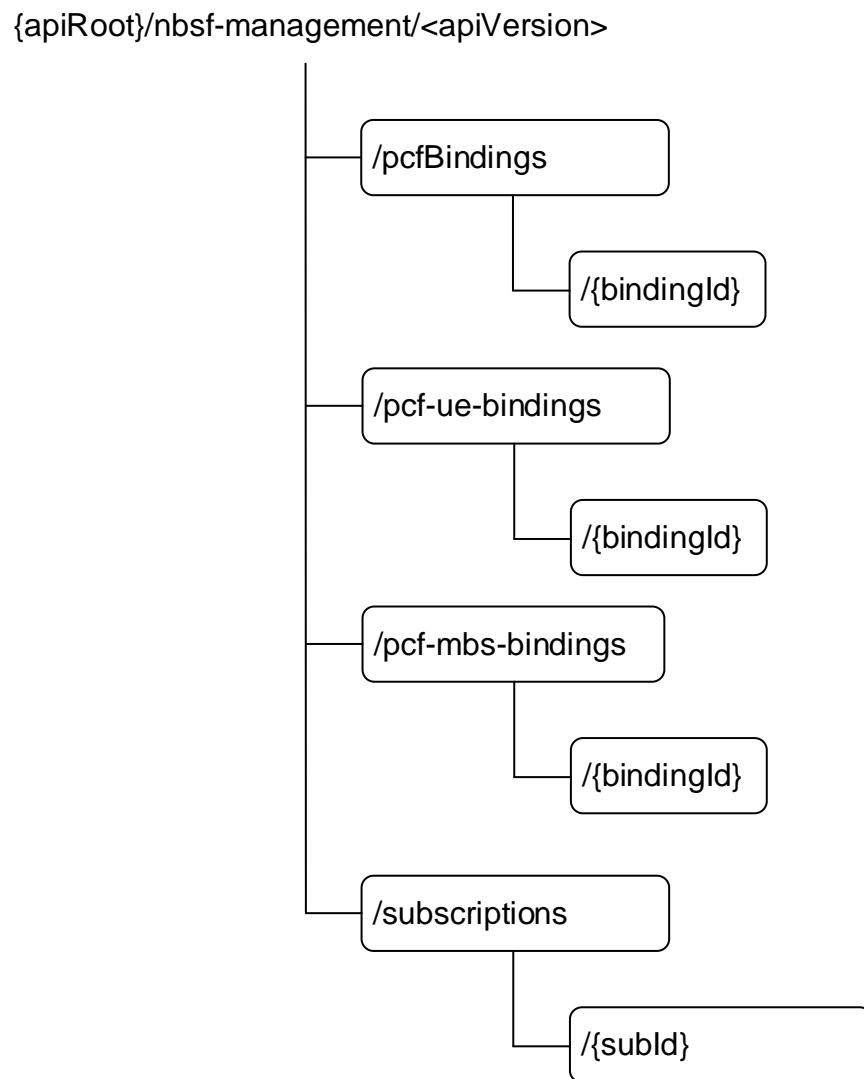 {apiRoot}/nbsf-management/<apiVersion>
/pcfBindings
/{bindingId}
/pcf-ue-bindings
/{bindingId}
/pcf-mbs-bindings
/{bindingId}
/subscriptions
/{subId}